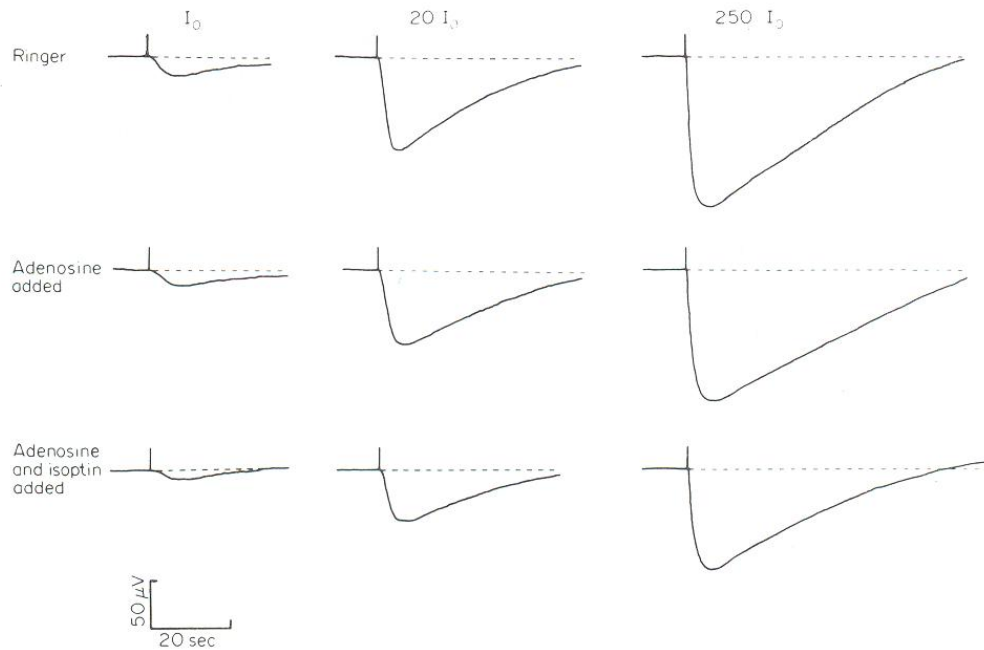 I₀ 20 I₀ 250 I₀
Ringer
Adenosine
added
Adenosine
and isoptin
added
50 μV
20 sec